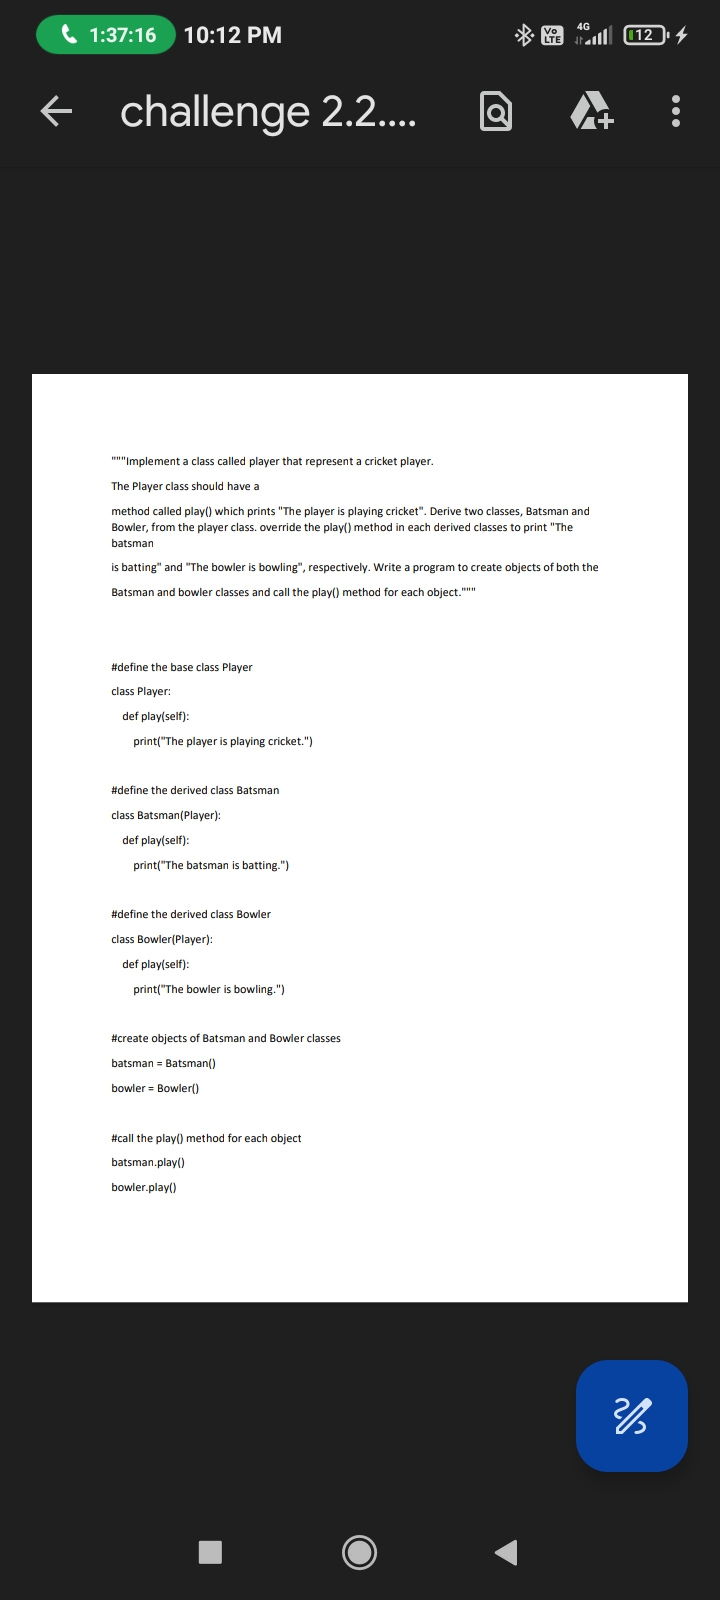 1:37:16 10:12 PM Vo LTE 4G 12
challenge 2.2....
"""Implement a class called player that represent a cricket player.
The Player class should have a
method called play() which prints "The player is playing cricket". Derive two classes, Batsman and
Bowler, from the player class. override the play() method in each derived classes to print "The
batsman
is batting" and "The bowler is bowling", respectively. Write a program to create objects of both the
Batsman and bowler classes and call the play() method for each object."""
#define the base class Player
class Player:
def play(self):
print("The player is playing cricket.")
#define the derived class Batsman
class Batsman(Player):
def play(self):
print("The batsman is batting.")
#define the derived class Bowler
class Bowler(Player):
def play(self):
print("The bowler is bowling.")
#create objects of Batsman and Bowler classes
batsman = Batsman()
bowler = Bowler()
#call the play() method for each object
batsman.play()
bowler.play()